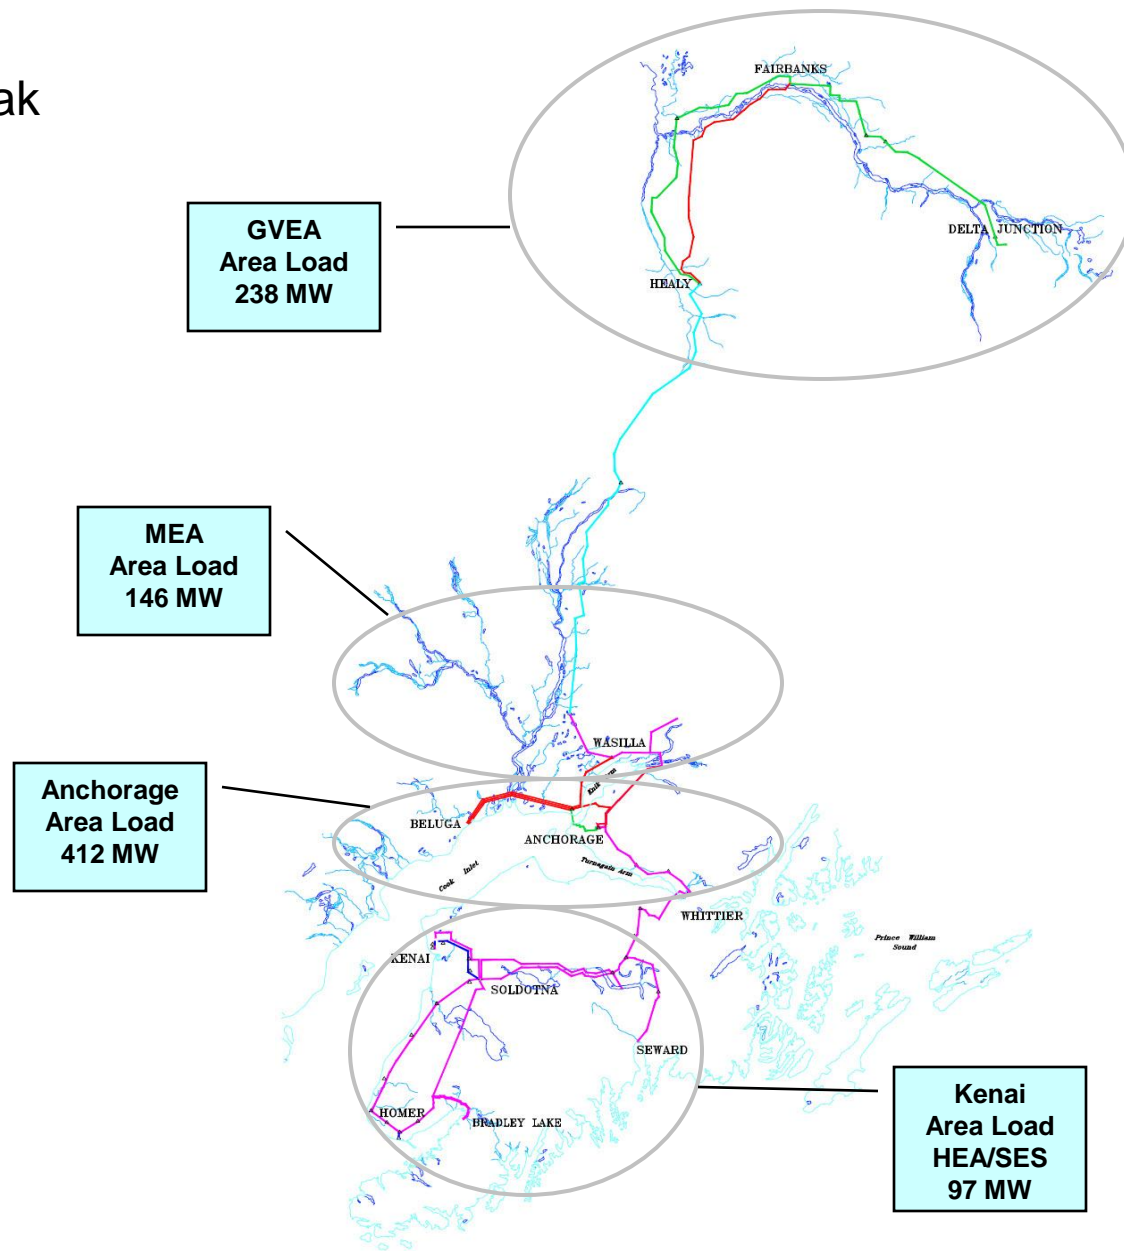 ak
FAIRBANKS
GVEA
Area Load
238 MW
DELTA JUNCTION
HEALY
MEA
Area Load
146 MW
WASILLA
Knik Arm
Anchorage
Area Load
412 MW
BELUGA
ANCHORAGE
Cook Inlet
Turnagain Arm
WHITTIER
Prince William
Sound
KENAI
SOLDOTNA
SEWARD
HOMER
BRADLEY LAKE
Kenai
Area Load
HEA/SES
97 MW